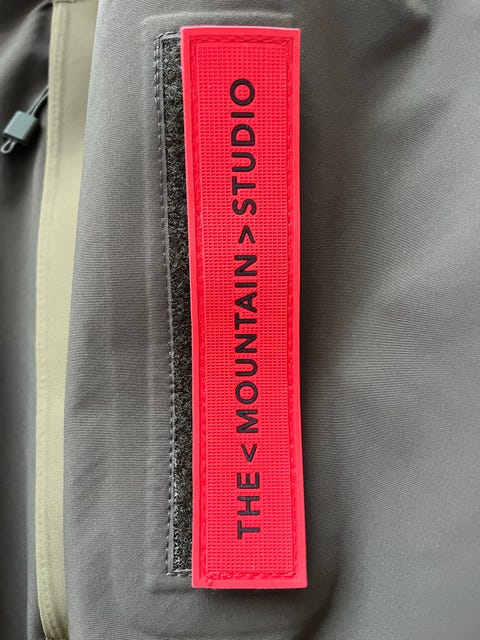 THE < MOUNTAIN > STUDIO